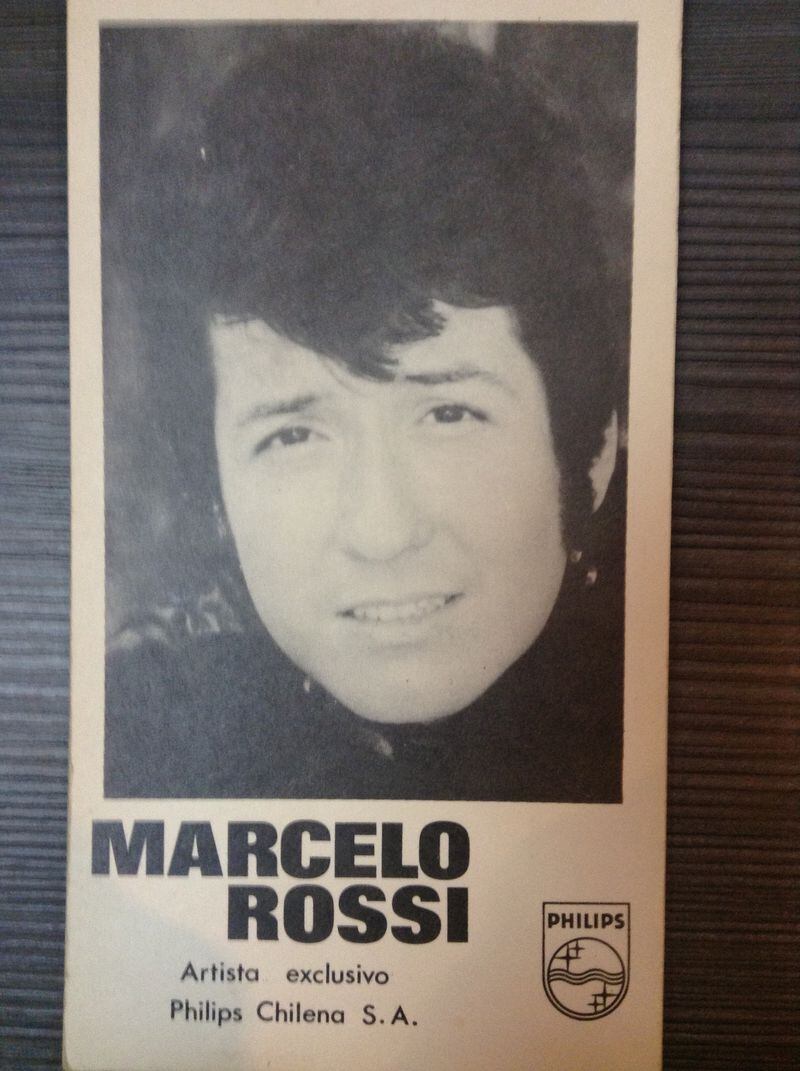 MARCELO
ROSSI
Artista exclusivo
Philips Chilena S.A.
PHILIPS